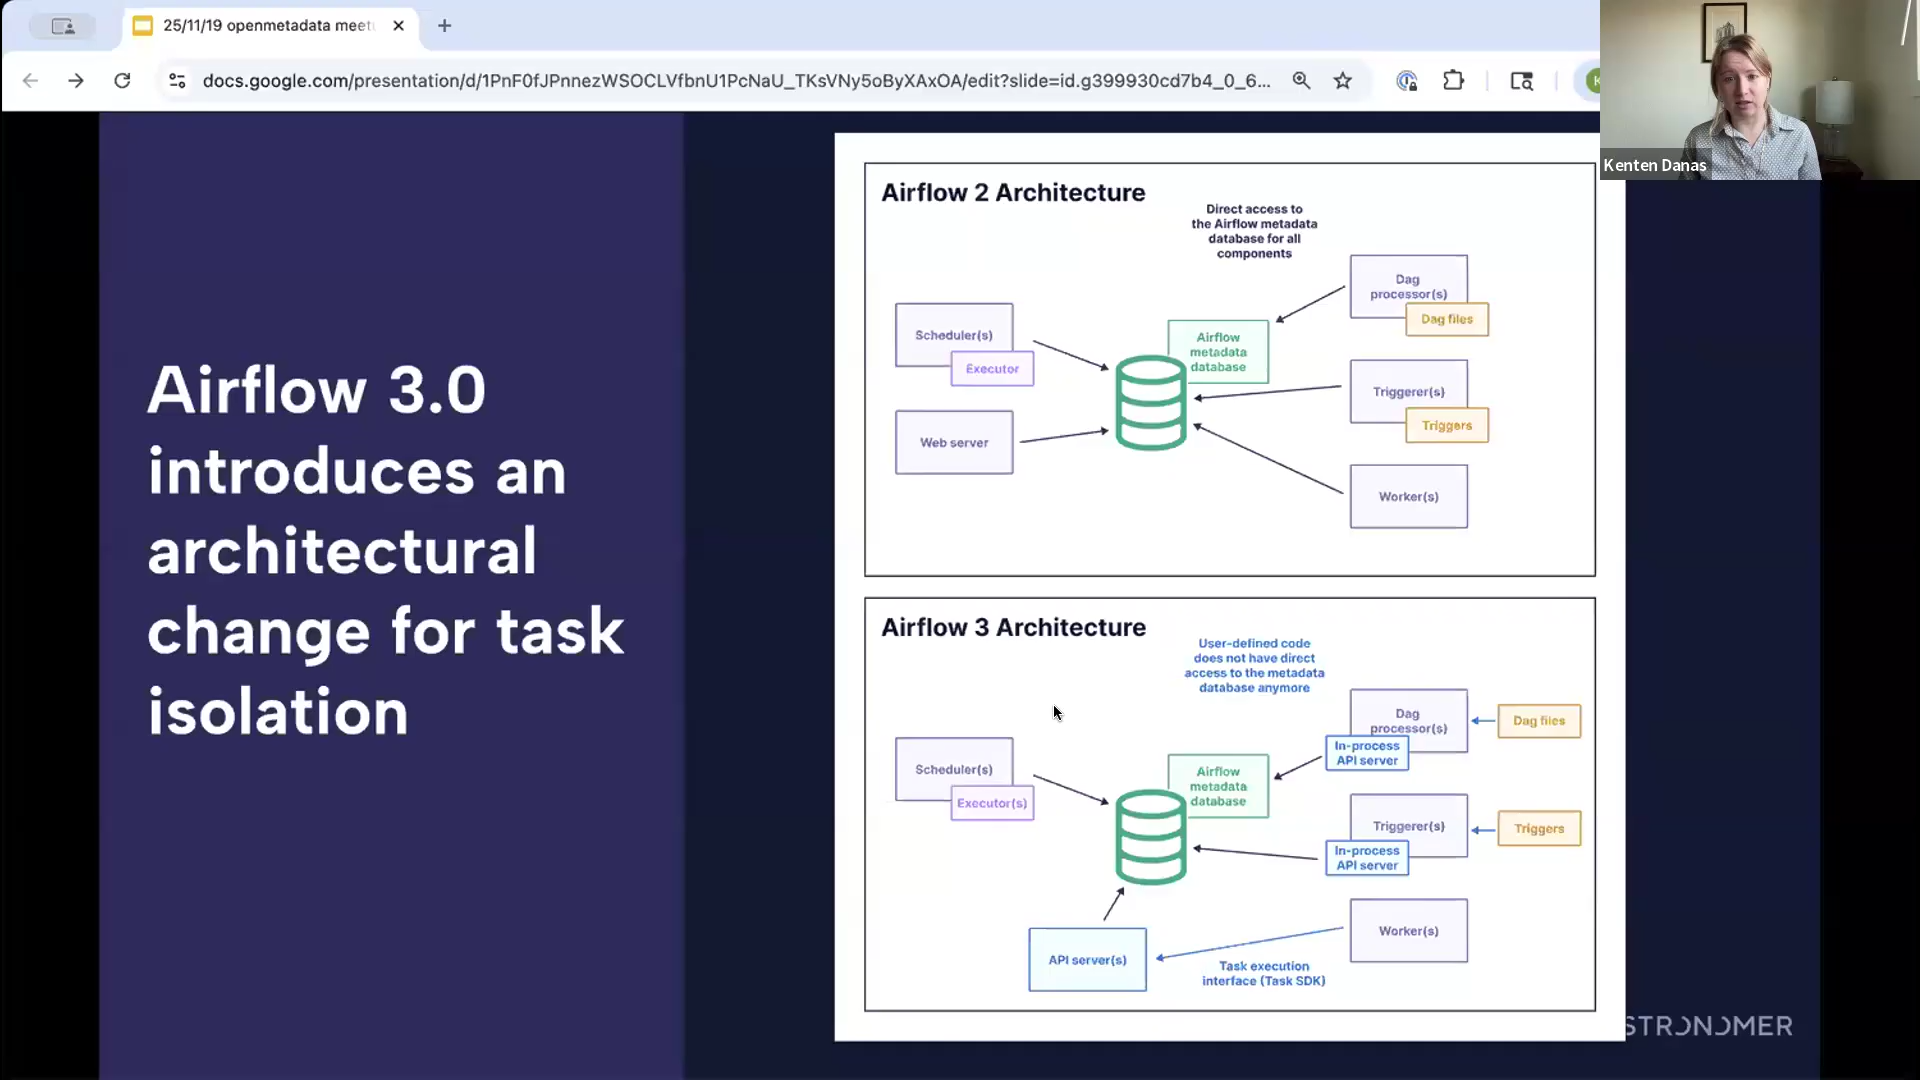 25/11/19 openmetadata meet
docs.google.com/presentation/d/1PnF0fJPnnezWSOCLVfbnU1PcNaU_TKsVNy5oByXAxOA/edit?slide=id.g399930cd7b4_0_6...
K
Kenten Danas
Airflow 3.0
introduces an
architectural
change for task
isolation
Airflow 2 Architecture
Direct access to
the Airflow metadata
database for all
components
Dag
processor(s)
Dag files
Scheduler(s)
Executor
Airflow
metadata
database
Triggerer(s)
Triggers
Web server
Worker(s)
Airflow 3 Architecture
User-defined code
does not have direct
access to the metadata
database anymore
Dag
processor(s)
Dag files
In-process
API server
Scheduler(s)
Executor(s)
Airflow
metadata
database
Triggerer(s)
Triggers
In-process
API server
Worker(s)
API server(s)
Task execution
interface (Task SDK)
STRONOMER